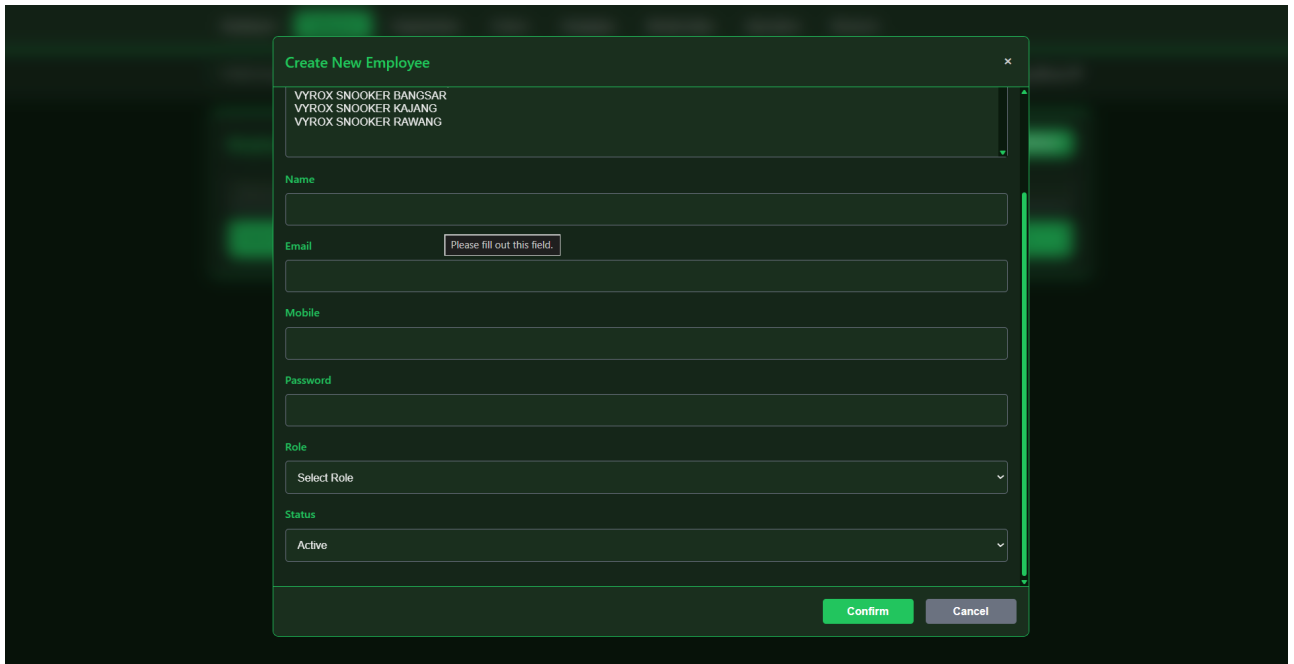 Create New Employee
×
VYROX SNOOKER BANGSAR
VYROX SNOOKER KAJANG
VYROX SNOOKER RAWANG
Name
Email
Please fill out this field.
Mobile
Password
Role
Select Role
Status
Active
Confirm
Cancel